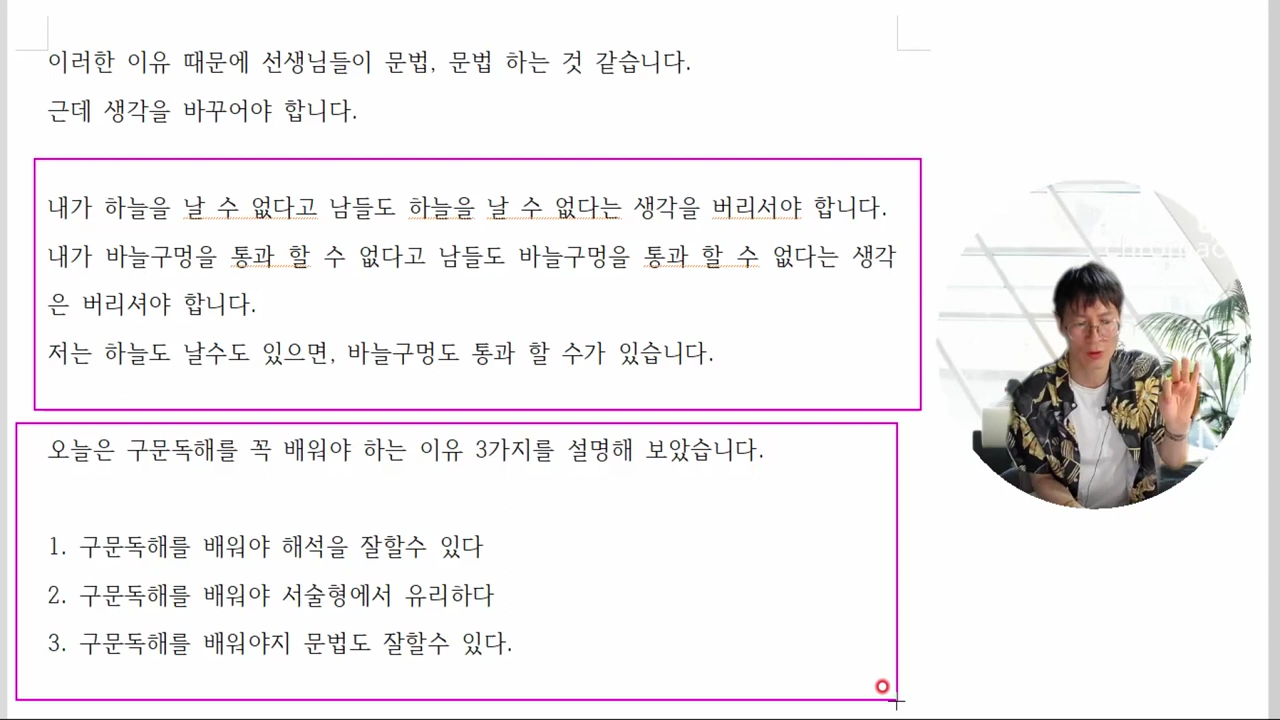 이러한 이유 때문에 선생님들이 문법, 문법 하는 것 같습니다.
근데 생각을 바꾸어야 합니다.
내가 하늘을 날 수 없다고 남들도 하늘을 날 수 없다는 생각을 버리서야 합니다.
내가 바늘구멍을 통과 할 수 없다고 남들도 바늘구멍을 통과 할 수 없다는 생각
은 버리셔야 합니다.
저는 하늘도 날수도 있으면, 바늘구멍도 통과 할 수가 있습니다.
오늘은 구문독해를 꼭 배워야 하는 이유 3가지를 설명해 보았습니다.
1. 구문독해를 배워야 해석을 잘할수 있다
2. 구문독해를 배워야 서술형에서 유리하다
3. 구문독해를 배워야지 문법도 잘할수 있다.